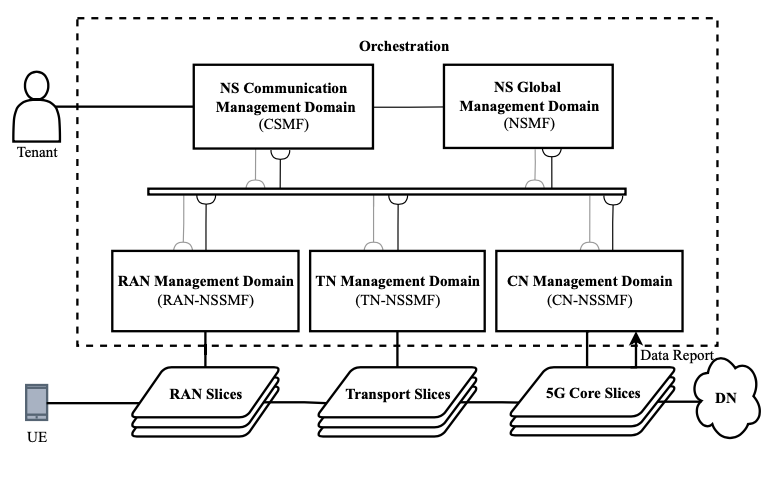 Orchestration
NS Communication
Management Domain
(CSMF)
NS Global
Management Domain
(NSMF)
Tenant
RAN Management Domain
(RAN-NSSMF)
TN Management Domain
(TN-NSSMF)
CN Management Domain
(CN-NSSMF)
Data Report
RAN Slices
Transport Slices
5G Core Slices
DN
UE